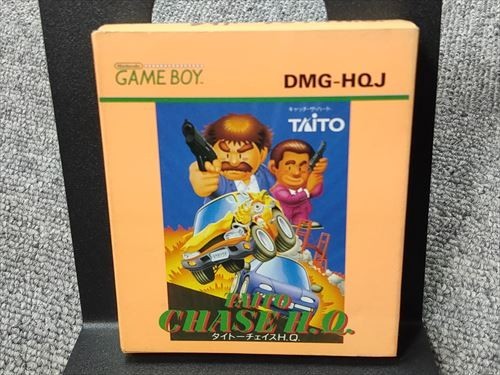 Nintendo
GAME BOY
TM
DMG-HQJ
キャッチ・ザ・ハート
TAITO
TAITO
CHASE H.Q.
タイトーチェイスH.Q.